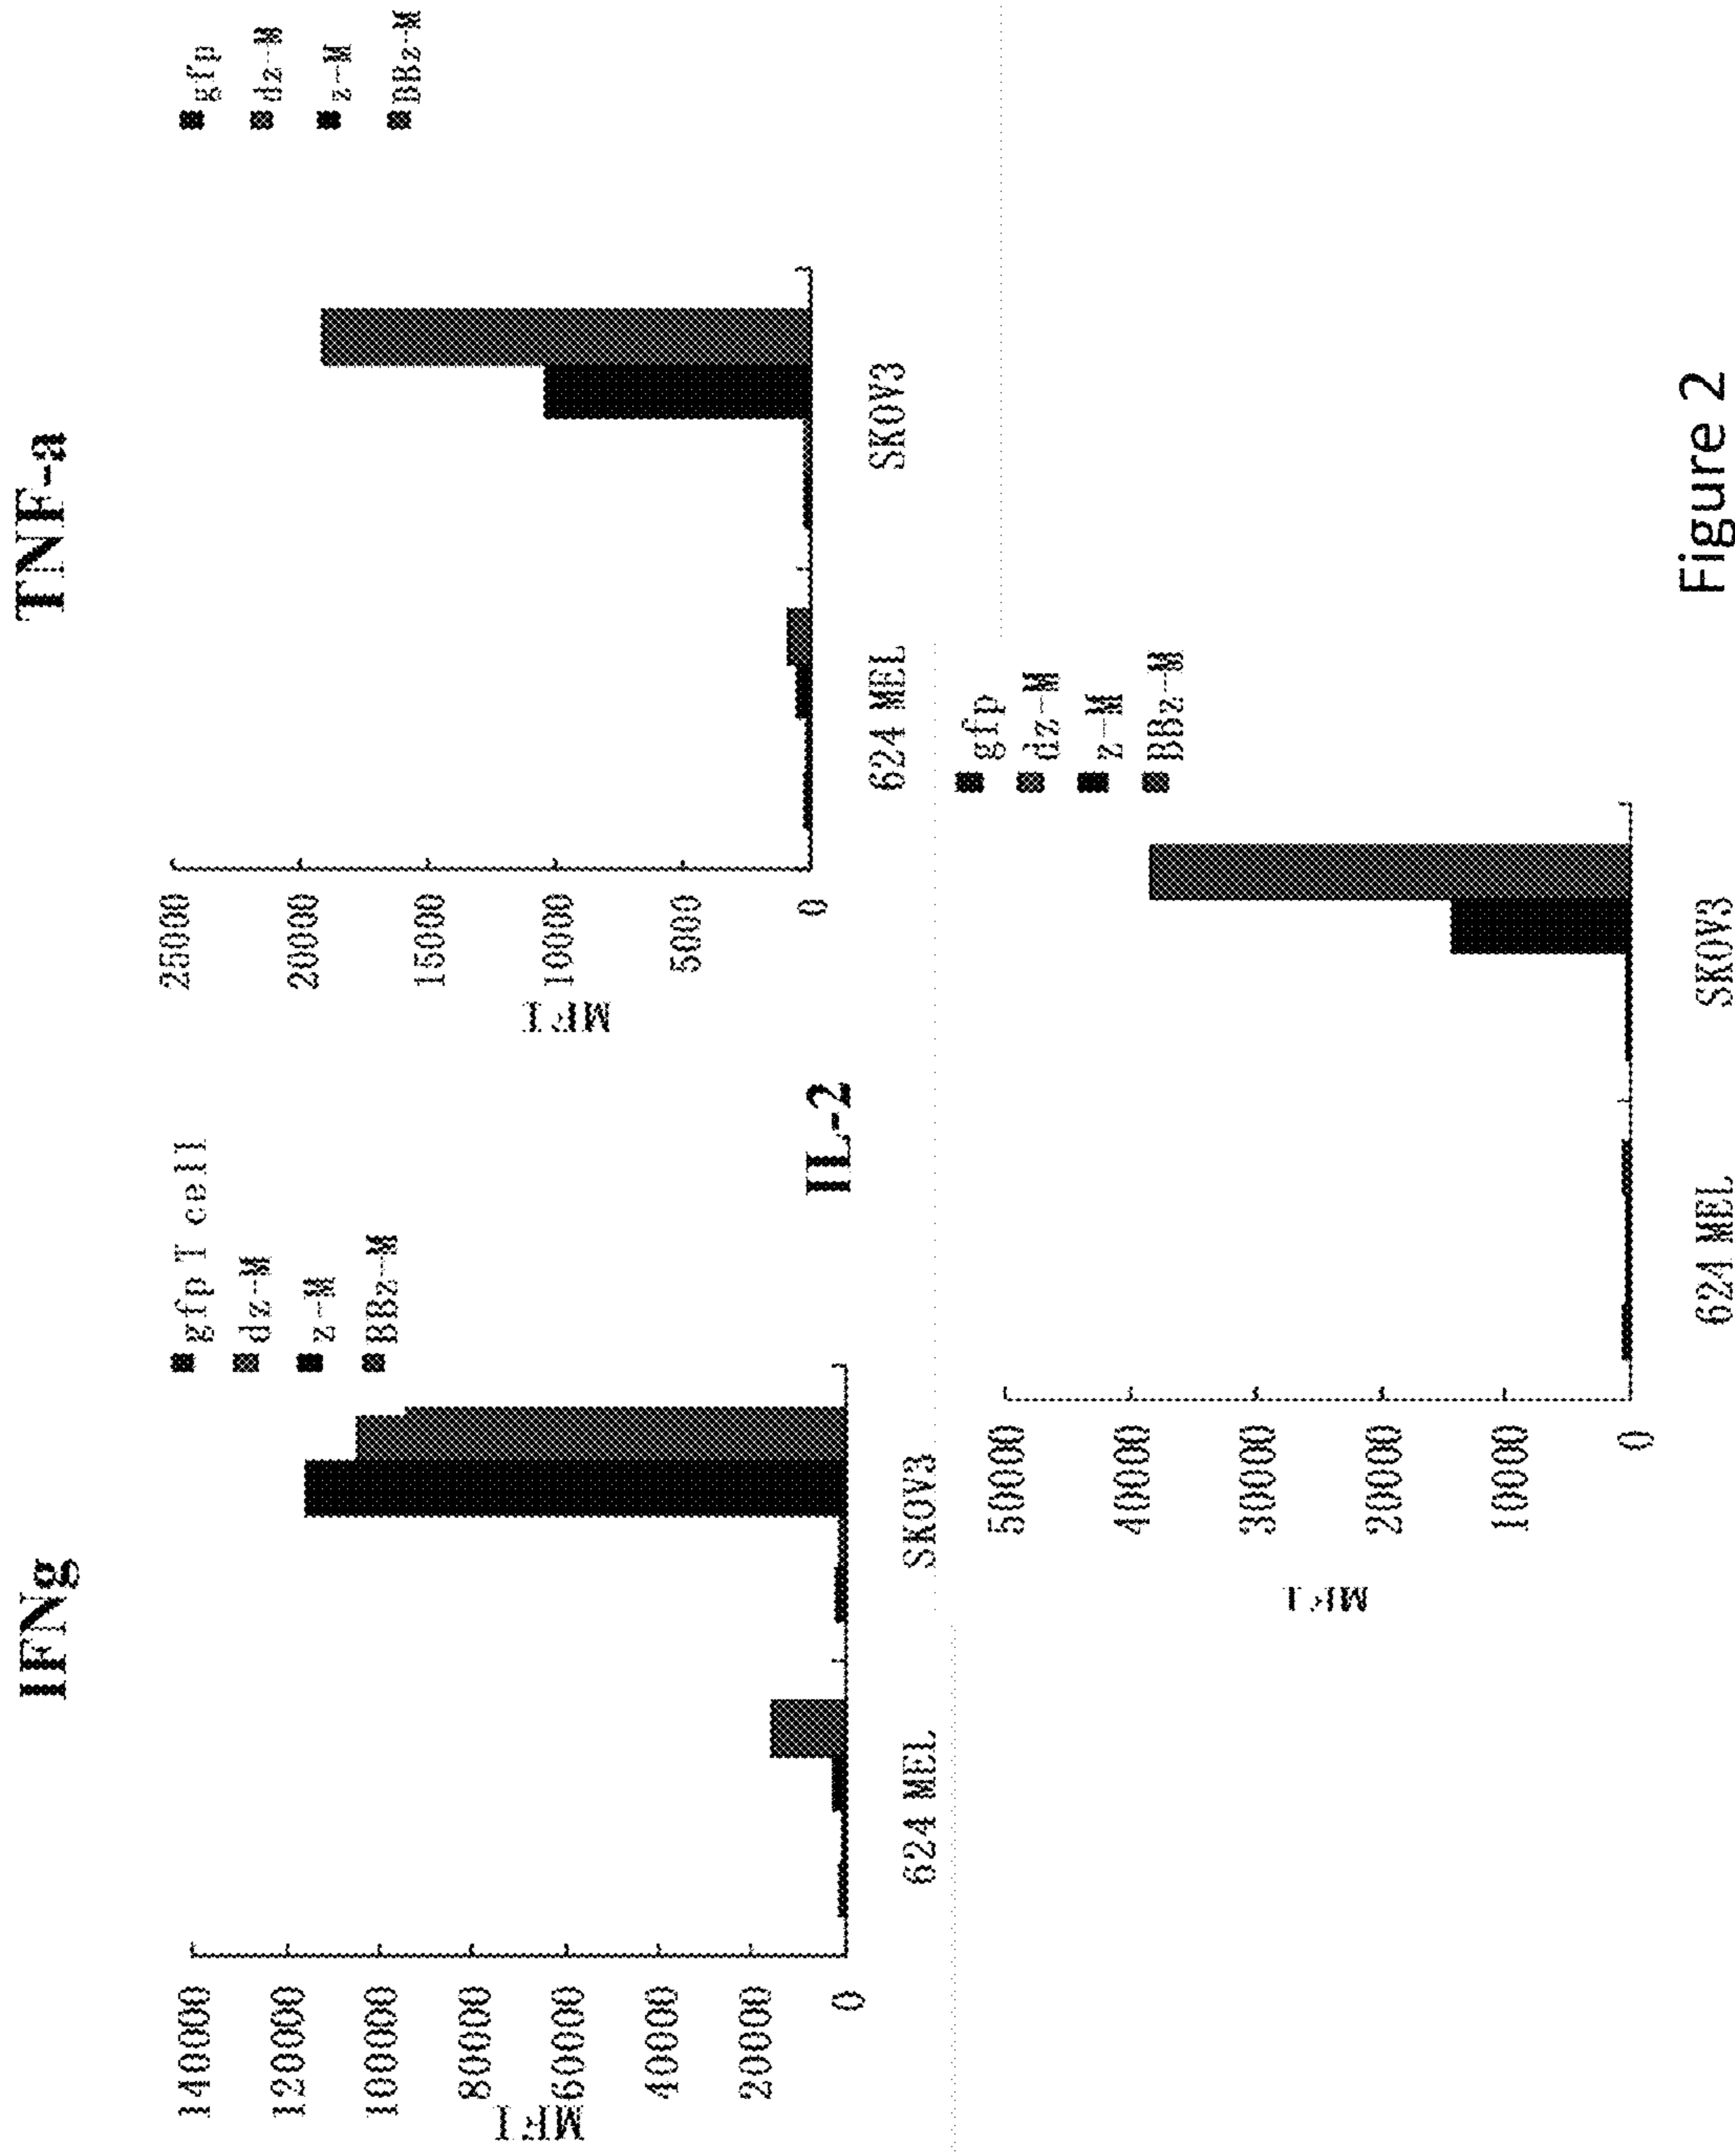 IFNg
MFI
140000
120000
100000
80000
60000
40000
20000
0
624 MEL
SKOV3
gfp T cell
dz-M
z-M
BBz-M
TNF-a
MFI
25000
20000
15000
10000
5000
0
624 MEL
SKOV3
gfp
dz-M
z-M
BBz-M
IL-2
MFI
50000
40000
30000
20000
10000
0
624 MEL
SKOV3
gfp
dz-M
z-M
BBz-M
Figure 2